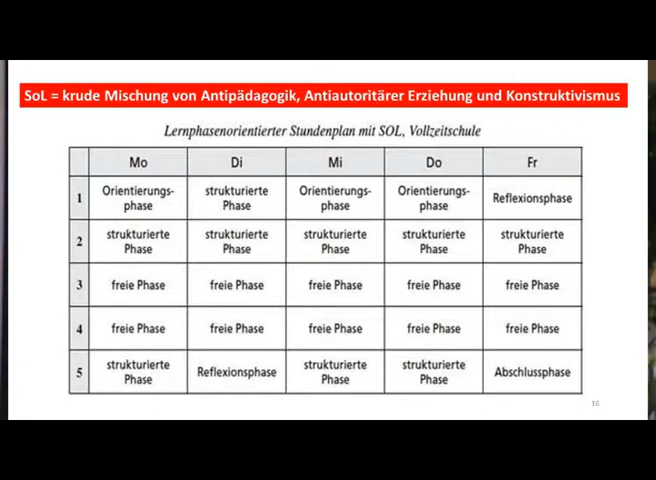 SoL = krude Mischung von Antipädagogik, Antiautoritärer Erziehung und Konstruktivismus
Lernphasenorientierter Stundenplan mit SOL, Vollzeitschule
Mo Di Mi Do Fr
1 Orientierungs-phase strukturierte Phase Orientierungs-phase Orientierungs-phase Reflexionsphase
2 strukturierte Phase strukturierte Phase strukturierte Phase strukturierte Phase strukturierte Phase
3 freie Phase freie Phase freie Phase freie Phase freie Phase
4 freie Phase freie Phase freie Phase freie Phase freie Phase
5 strukturierte Phase Reflexionsphase strukturierte Phase strukturierte Phase Abschlussphase
16